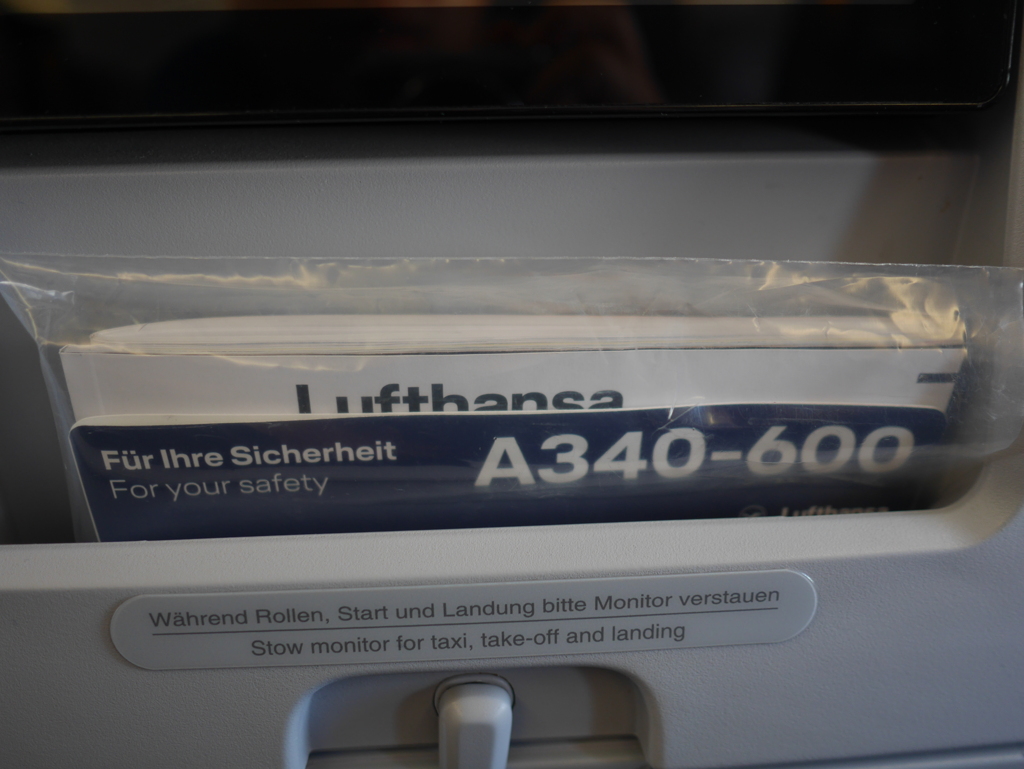 Lufthansa
Für Ihre Sicherheit
For your safety
A340-600
Lufthansa
Während Rollen, Start und Landung bitte Monitor verstauen
Stow monitor for taxi, take-off and landing